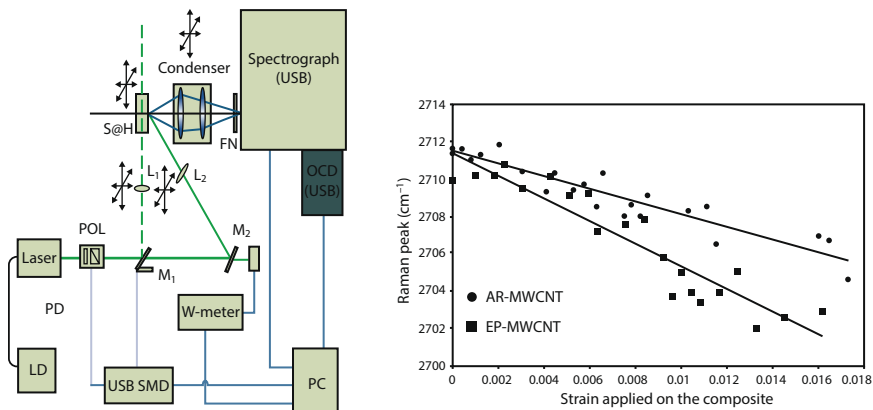 Condenser
Spectrograph
(USB)
S@H
FN
OCD
(USB)
L1
L2
POL
M2
Laser
M1
PD
W-meter
LD
USB SMD
PC
Raman peak (cm−1)
2714
2712
2710
2708
2706
2704
2702
2700
AR-MWCNT
EP-MWCNT
0 0.002 0.004 0.006 0.008 0.01 0.012 0.014 0.016 0.018
Strain applied on the composite